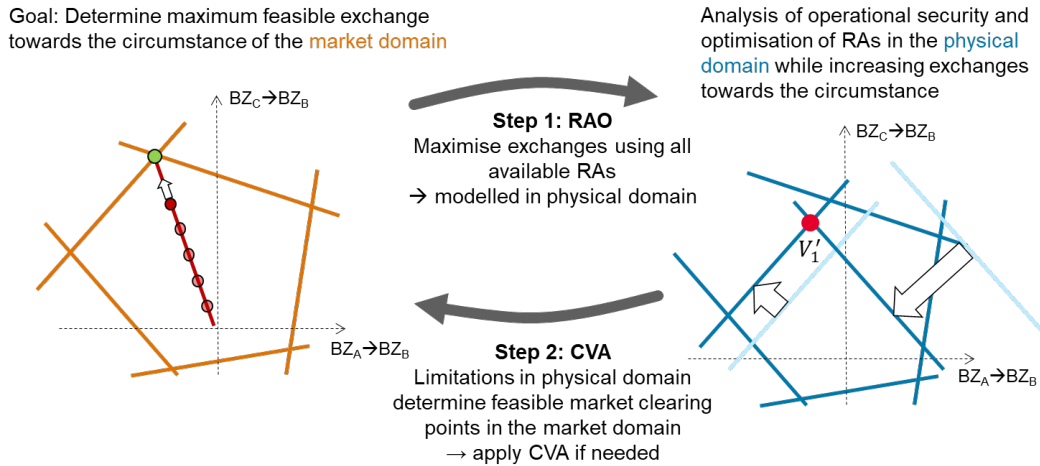 Goal: Determine maximum feasible exchange
towards the circumstance of the market domain
BZC→BZB
BZA→BZB
Step 1: RAO
Maximise exchanges using all
available RAs
→ modelled in physical domain
Step 2: CVA
Limitations in physical domain
determine feasible market clearing
points in the market domain
→ apply CVA if needed
Analysis of operational security and
optimisation of RAs in the physical
domain while increasing exchanges
towards the circumstance
BZC→BZB
V1′
BZA→BZB